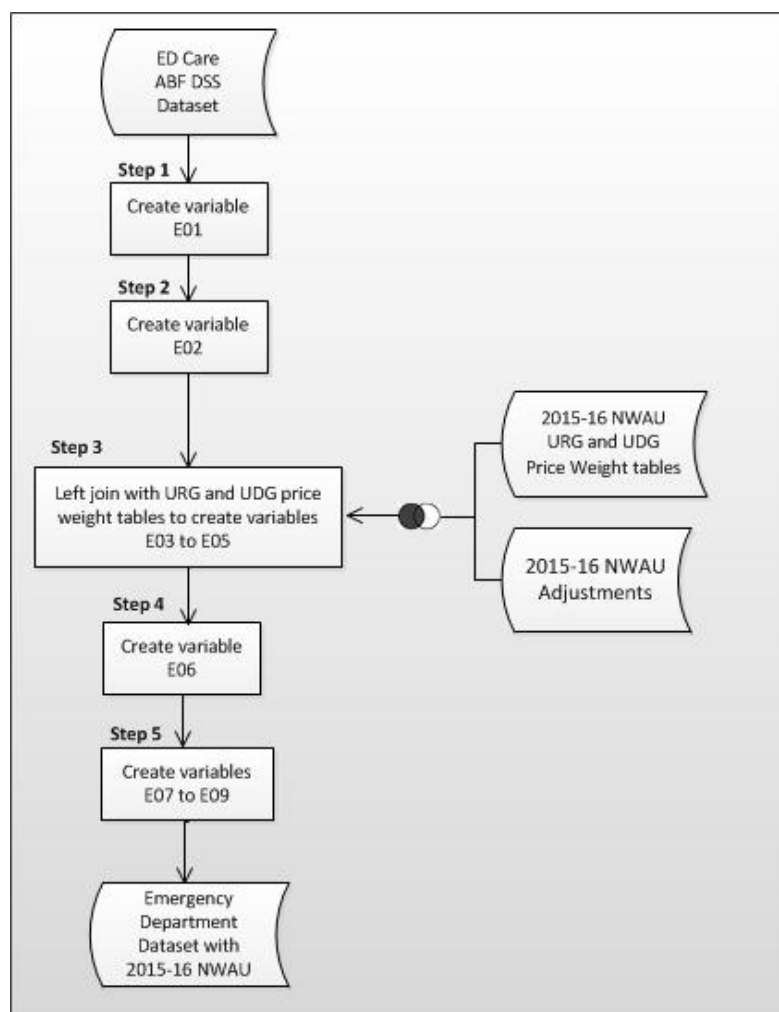 ED Care
ABF DSS
Dataset
Step 1
Create variable
E01
Step 2
Create variable
E02
Step 3
Left join with URG and UDG price
weight tables to create variables
E03 to E05
2015-16 NWAU
URG and UDG
Price Weight tables
2015-16 NWAU
Adjustments
Step 4
Create variable
E06
Step 5
Create variables
E07 to E09
Emergency
Department
Dataset with
2015-16 NWAU